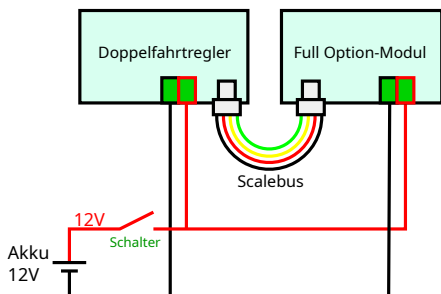 Doppelfahrtregler
Full Option-Modul
Scalebus
12V
Schalter
Akku
12V